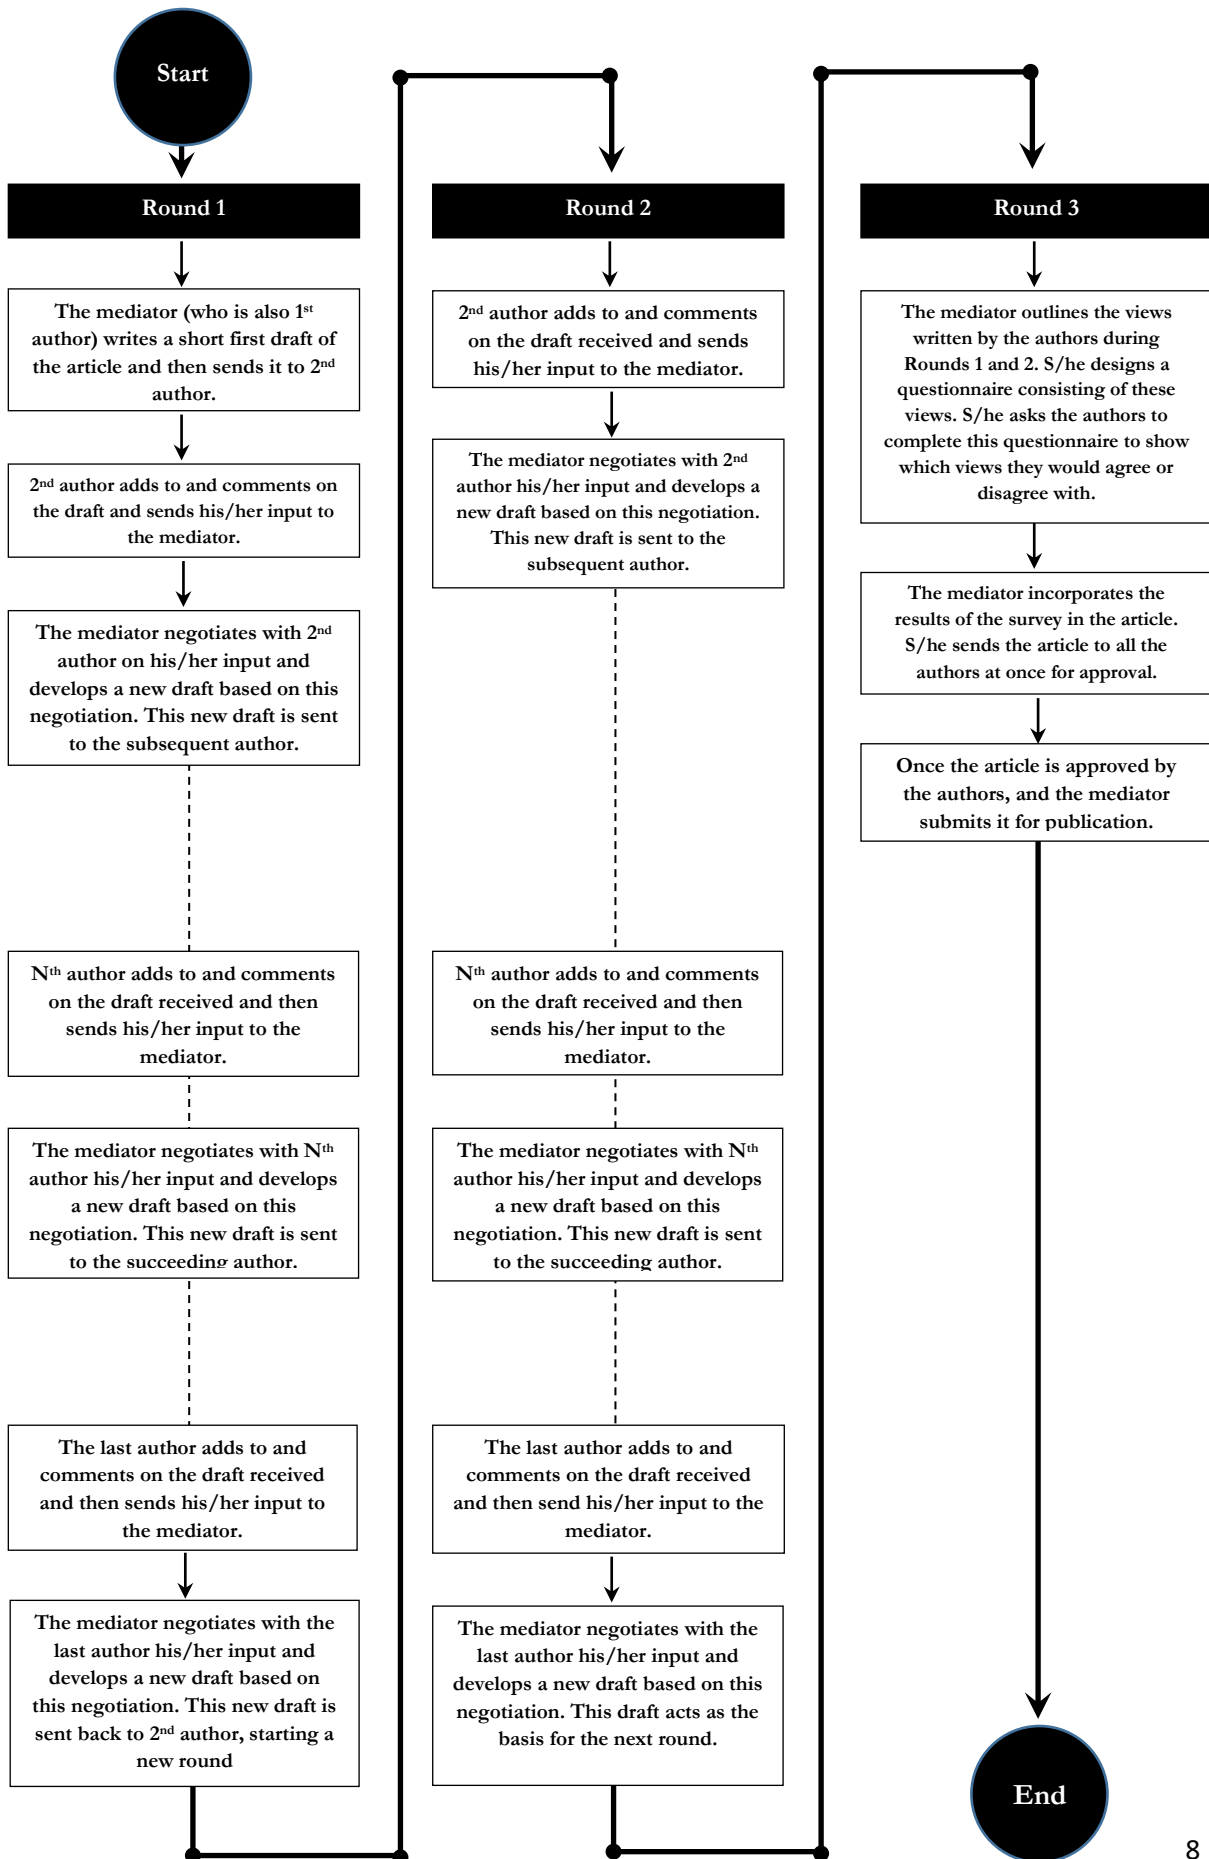 Start
Round 1
The mediator (who is also 1st
author) writes a short first draft of
the article and then sends it to 2nd
author.
2nd author adds to and comments on
the draft and sends his/her input to
the mediator.
The mediator negotiates with 2nd
author on his/her input and
develops a new draft based on this
negotiation. This new draft is sent
to the subsequent author.
Nth author adds to and comments
on the draft received and then
sends his/her input to the
mediator.
The mediator negotiates with Nth
author his/her input and develops
a new draft based on this
negotiation. This new draft is sent
to the succeeding author.
The last author adds to and
comments on the draft received
and then sends his/her input to
the mediator.
The mediator negotiates with the
last author his/her input and
develops a new draft based on
this negotiation. This new draft is
sent back to 2nd author, starting a
new round
Round 2
2nd author adds to and comments
on the draft received and sends
his/her input to the mediator.
The mediator negotiates with 2nd
author his/her input and develops a
new draft based on this negotiation.
This new draft is sent to the
subsequent author.
Nth author adds to and comments
on the draft received and then
sends his/her input to the
mediator.
The mediator negotiates with Nth
author his/her input and develops
a new draft based on this
negotiation. This new draft is sent
to the succeeding author.
The last author adds to and
comments on the draft received
and then send his/her input to the
mediator.
The mediator negotiates with the
last author his/her input and
develops a new draft based on this
negotiation. This draft acts as the
basis for the next round.
Round 3
The mediator outlines the views
written by the authors during
Rounds 1 and 2. S/he designs a
questionnaire consisting of these
views. S/he asks the authors to
complete this questionnaire to show
which views they would agree or
disagree with.
The mediator incorporates the
results of the survey in the article.
S/he sends the article to all the
authors at once for approval.
Once the article is approved by
the authors, and the mediator
submits it for publication.
End
8